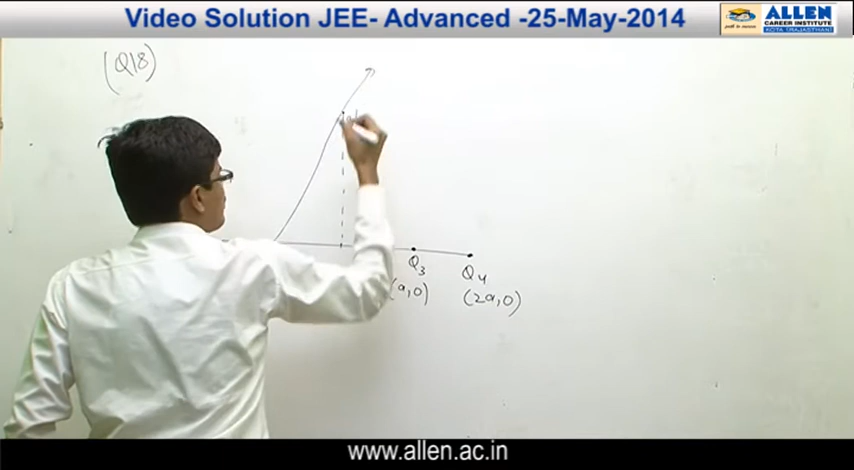 Video Solution JEE- Advanced -25-May-2014
ALLEN
CAREER INSTITUTE
KOTA (RAJASTHAN)
(Q18)
Q3
Q4
(a,0)
(2a,0)
www.allen.ac.in